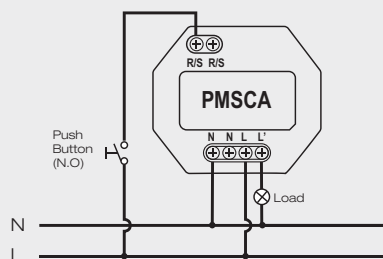 R/S R/S
PMSCA
Push
Button
(N.O)
N N L L'
Load
N
L